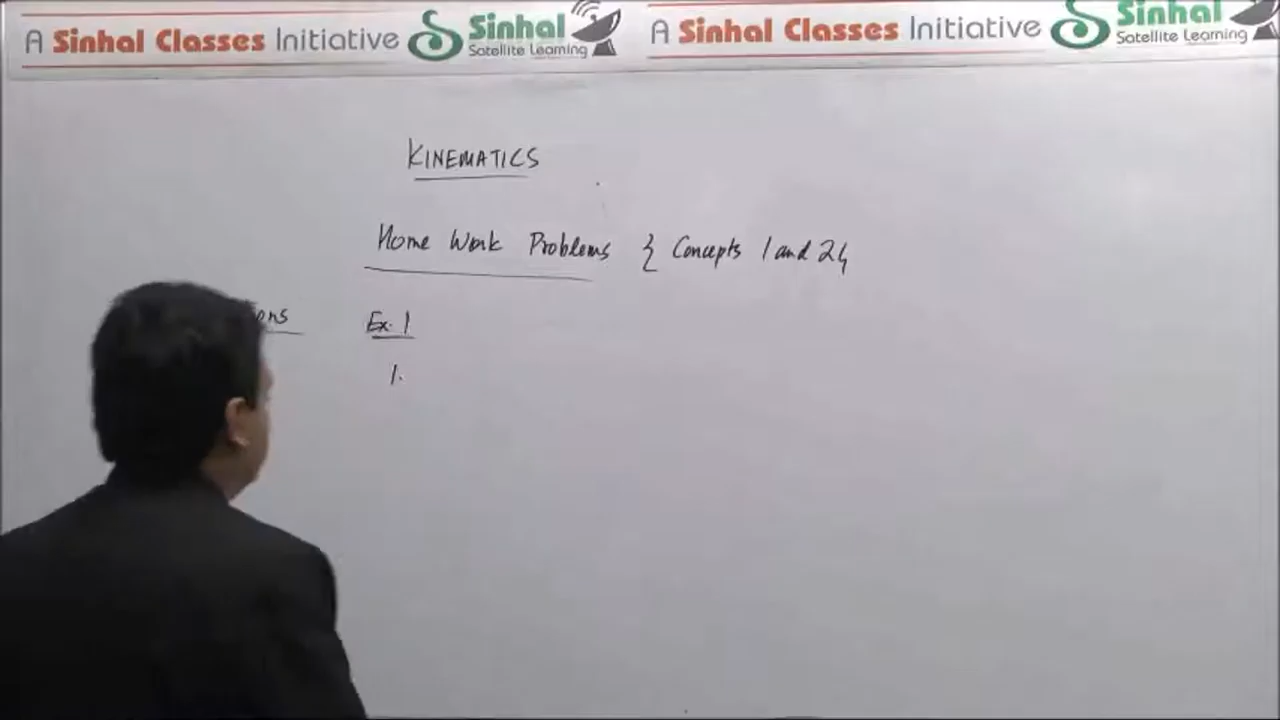 A Sinhal Classes Initiative Sinhal Satellite Learning A Sinhal Classes Initiative Sinhal Satellite Learning
KINEMATICS
Home Work Problems { Concepts 1 and 2 }
Ex. 1
1.